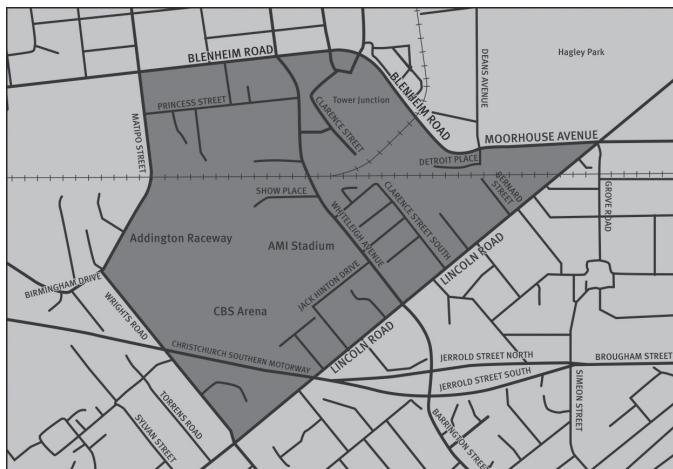 BLENHEIM ROAD
Hagley Park
DEANS AVENUE
BLENHEIM ROAD
Tower Junction
PRINCESS STREET
CLARENCE STREET
MATIPO STREET
MOORHOUSE AVENUE
DETROIT PLACE
BERNARD STREET
SHOW PLACE
CLARENCE STREET SOUTH
GROVE ROAD
WHITELEIGH AVENUE
Addington Raceway
AMI Stadium
LINCOLN ROAD
BIRMINGHAM DRIVE
JACK HINTON DRIVE
WRIGHTS ROAD
CBS Arena
LINCOLN ROAD
CHRISTCHURCH SOUTHERN MOTORWAY
JERROLD STREET NORTH
BROUGHAM STREET
JERROLD STREET SOUTH
SIMEON STREET
TORRENS ROAD
SYLVAN STREET
BARRINGTON STREET